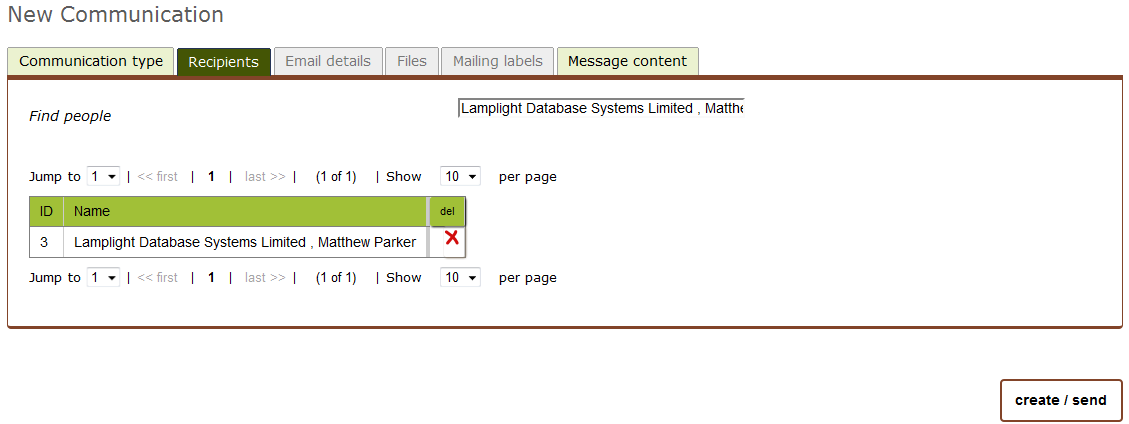 New Communication
Communication type Recipients Email details Files Mailing labels Message content
Find people Lamplight Database Systems Limited , Matthe
Jump to 1 | << first | 1 | last >> | (1 of 1) | Show 10 per page
ID Name del
3 Lamplight Database Systems Limited , Matthew Parker
Jump to 1 | << first | 1 | last >> | (1 of 1) | Show 10 per page
create / send